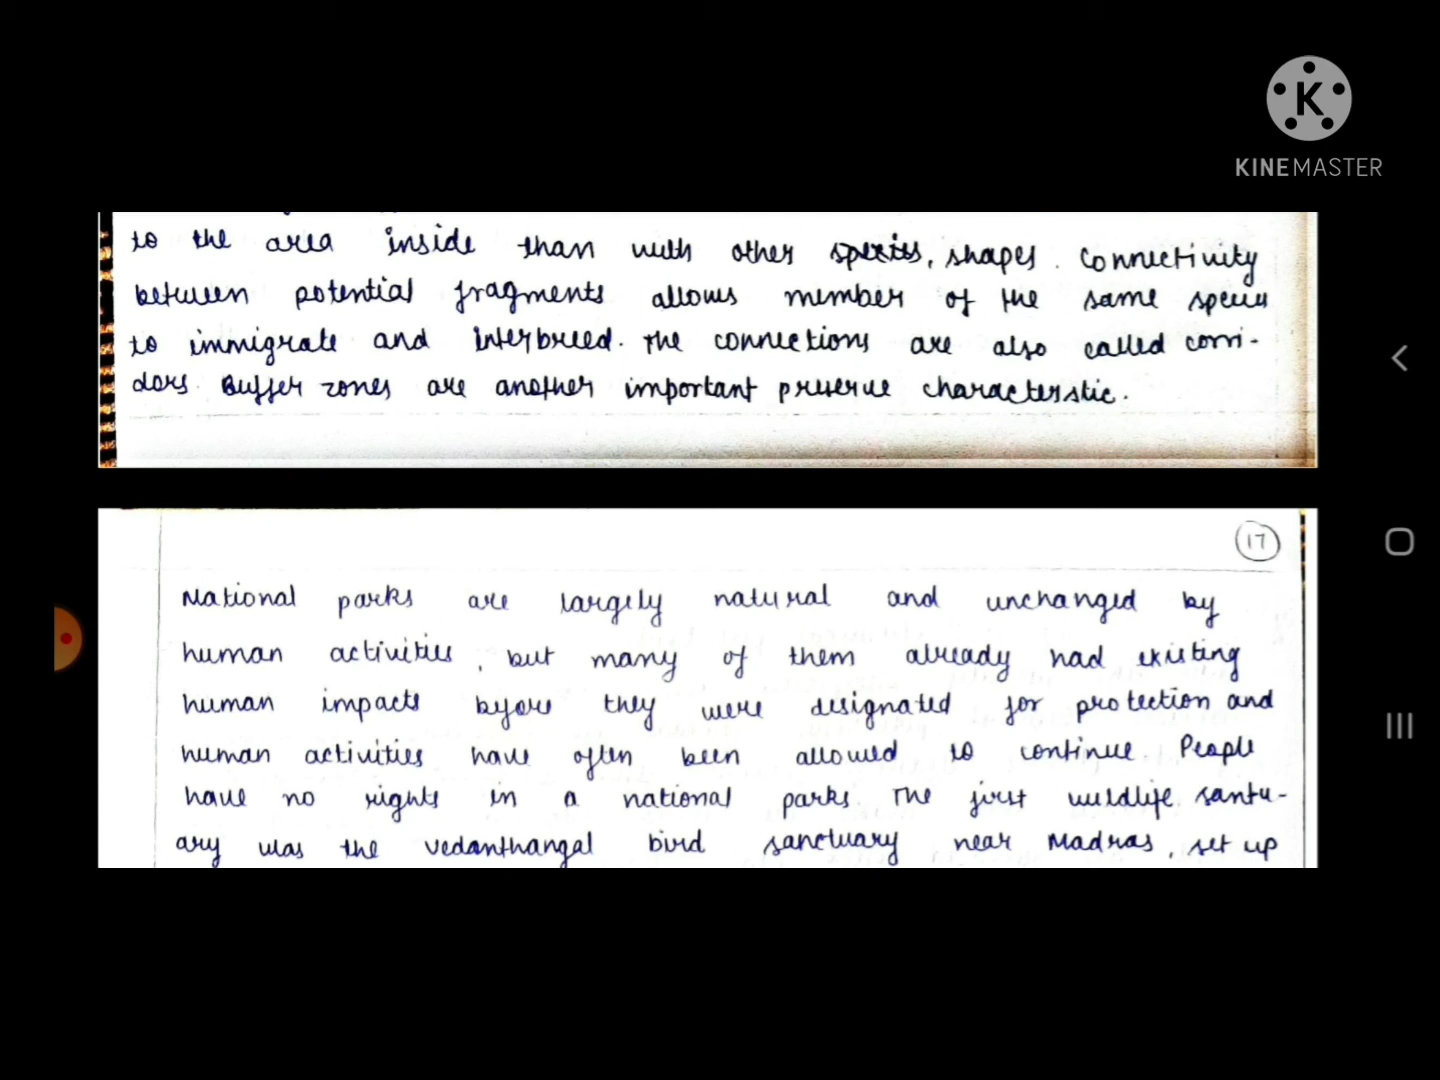 KINEMASTER
to the area inside than with other species, shapes. Connectivity
between potential fragments allows member of the same species
to immigrate and interbreed. The connections are also called corri-
dors. Buffer zones are another important preserve characterstic.
17
National parks are largely natural and unchanged by
human activities, but many of them already had existing
human impacts before they were designated for protection and
human activities have often been allowed to continue. People
have no rights in a national parks. The first wildlife santu-
ary was the vedanthangal bird sanctuary near Madras, set up